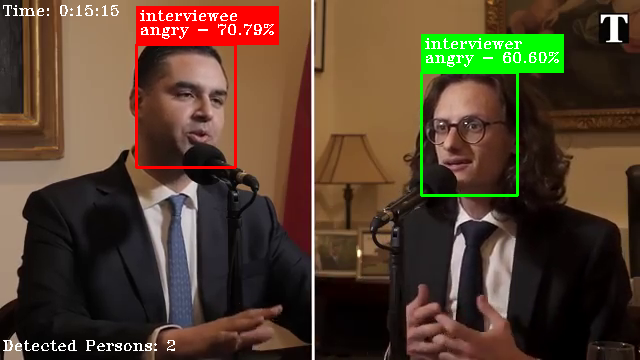 Time: 0:15:15
interviewee
angry - 70.79%
interviewer
angry - 60.60%
T
Detected Persons: 2